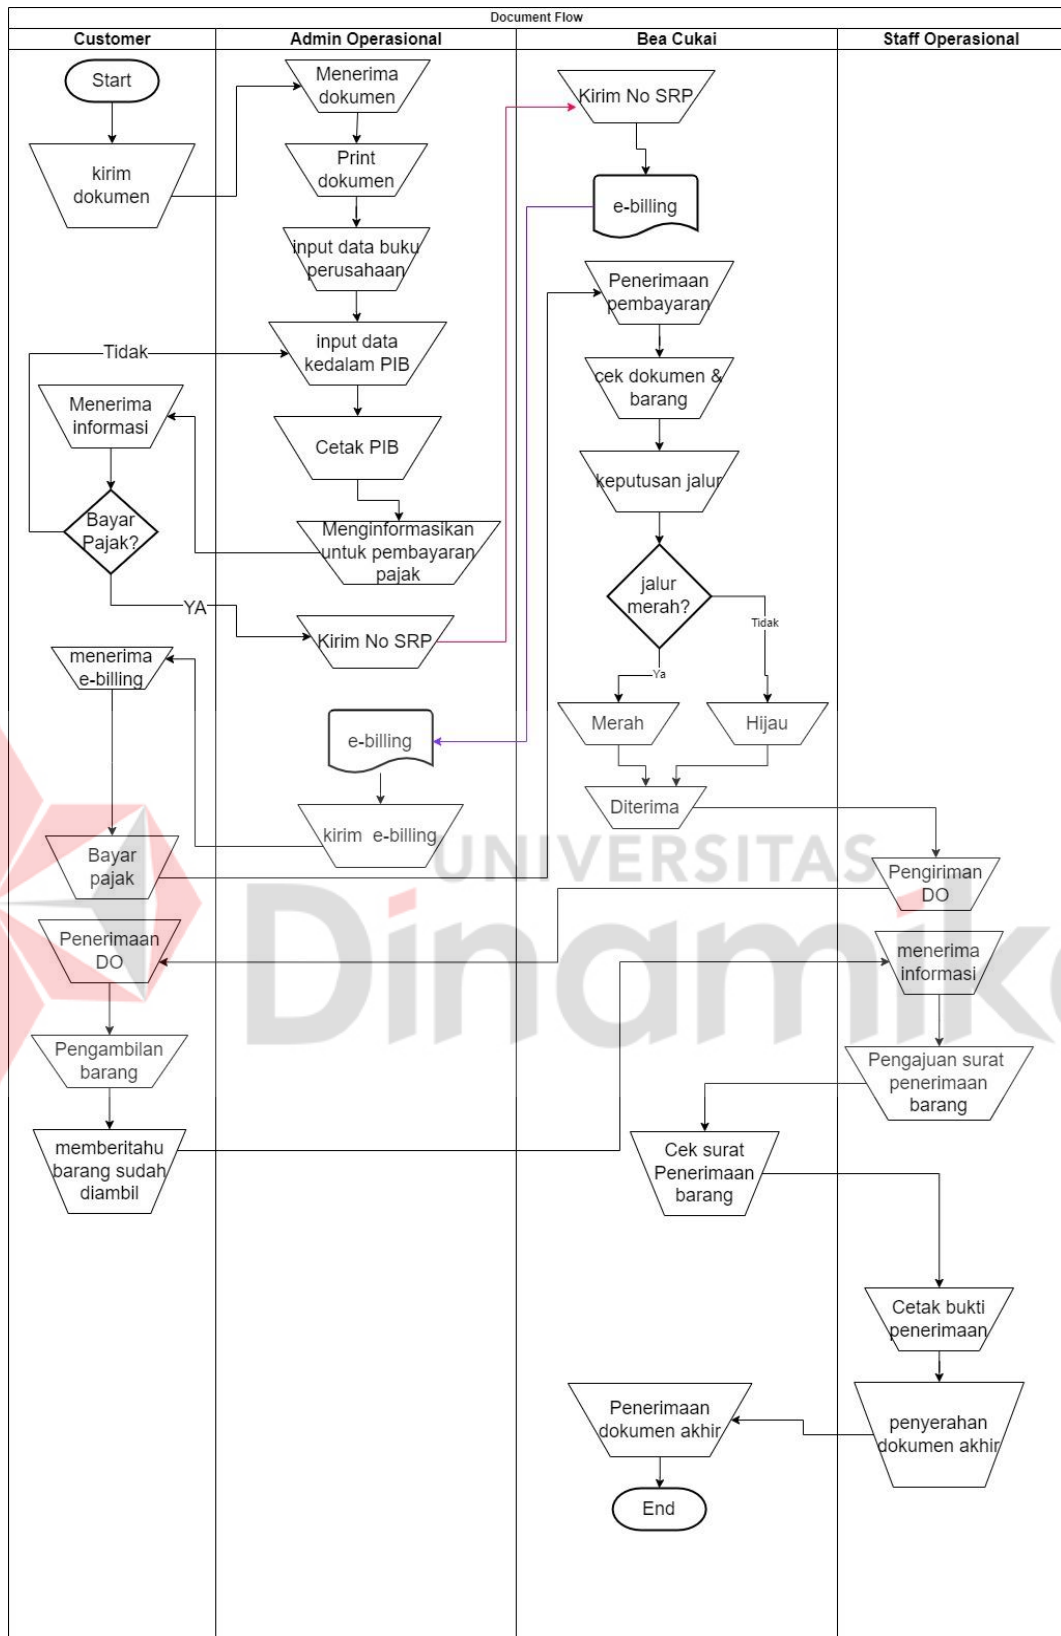 Document Flow
Customer
Admin Operasional
Bea Cukai
Staff Operasional
Start
kirim
dokumen
Menerima
dokumen
Print
dokumen
input data buku
perusahaan
input data
kedalam PIB
Cetak PIB
Menginformasikan
untuk pembayaran
pajak
Tidak
Menerima
informasi
Bayar
Pajak?
YA
Kirim No SRP
Kirim No SRP
e-billing
e-billing
kirim e-billing
menerima
e-billing
Bayar
pajak
Penerimaan
pembayaran
cek dokumen &
barang
keputusan jalur
jalur
merah?
Tidak
Ya
Merah
Hijau
Diterima
Pengiriman
DO
Penerimaan
DO
Pengambilan
barang
memberitahu
barang sudah
diambil
menerima
informasi
Pengajuan surat
penerimaan
barang
Cek surat
Penerimaan
barang
Cetak bukti
penerimaan
penyerahan
dokumen akhir
Penerimaan
dokumen akhir
End
UNIVERSITAS
Dinamika